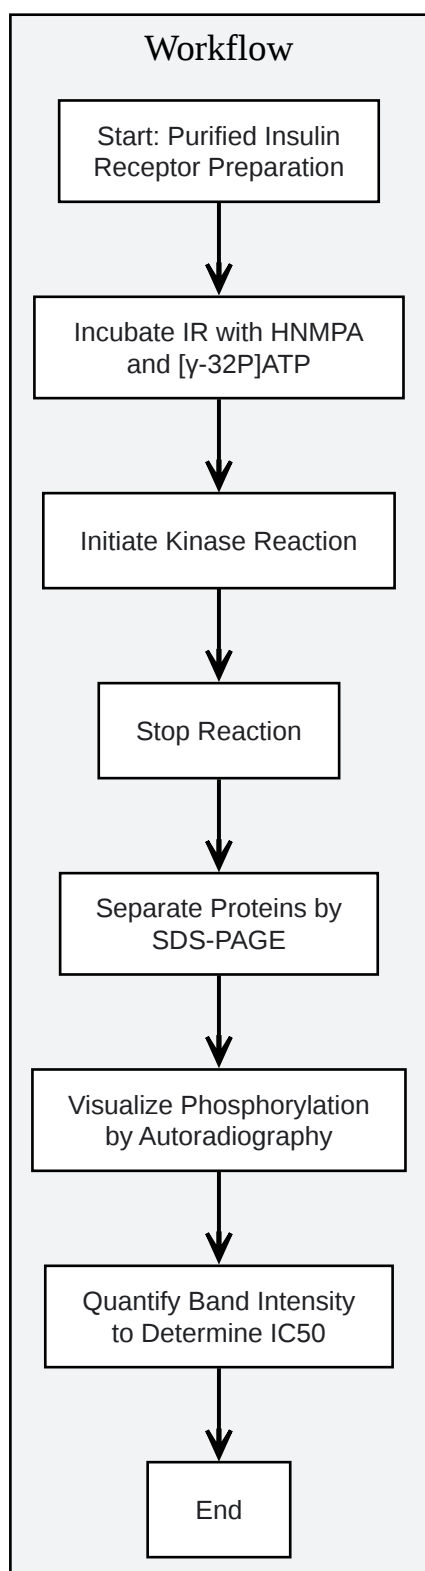 Workflow
Start: Purified Insulin
Receptor Preparation
Incubate IR with HNMPA
and [γ-32P]ATP
Initiate Kinase Reaction
Stop Reaction
Separate Proteins by
SDS-PAGE
Visualize Phosphorylation
by Autoradiography
Quantify Band Intensity
to Determine IC50
End